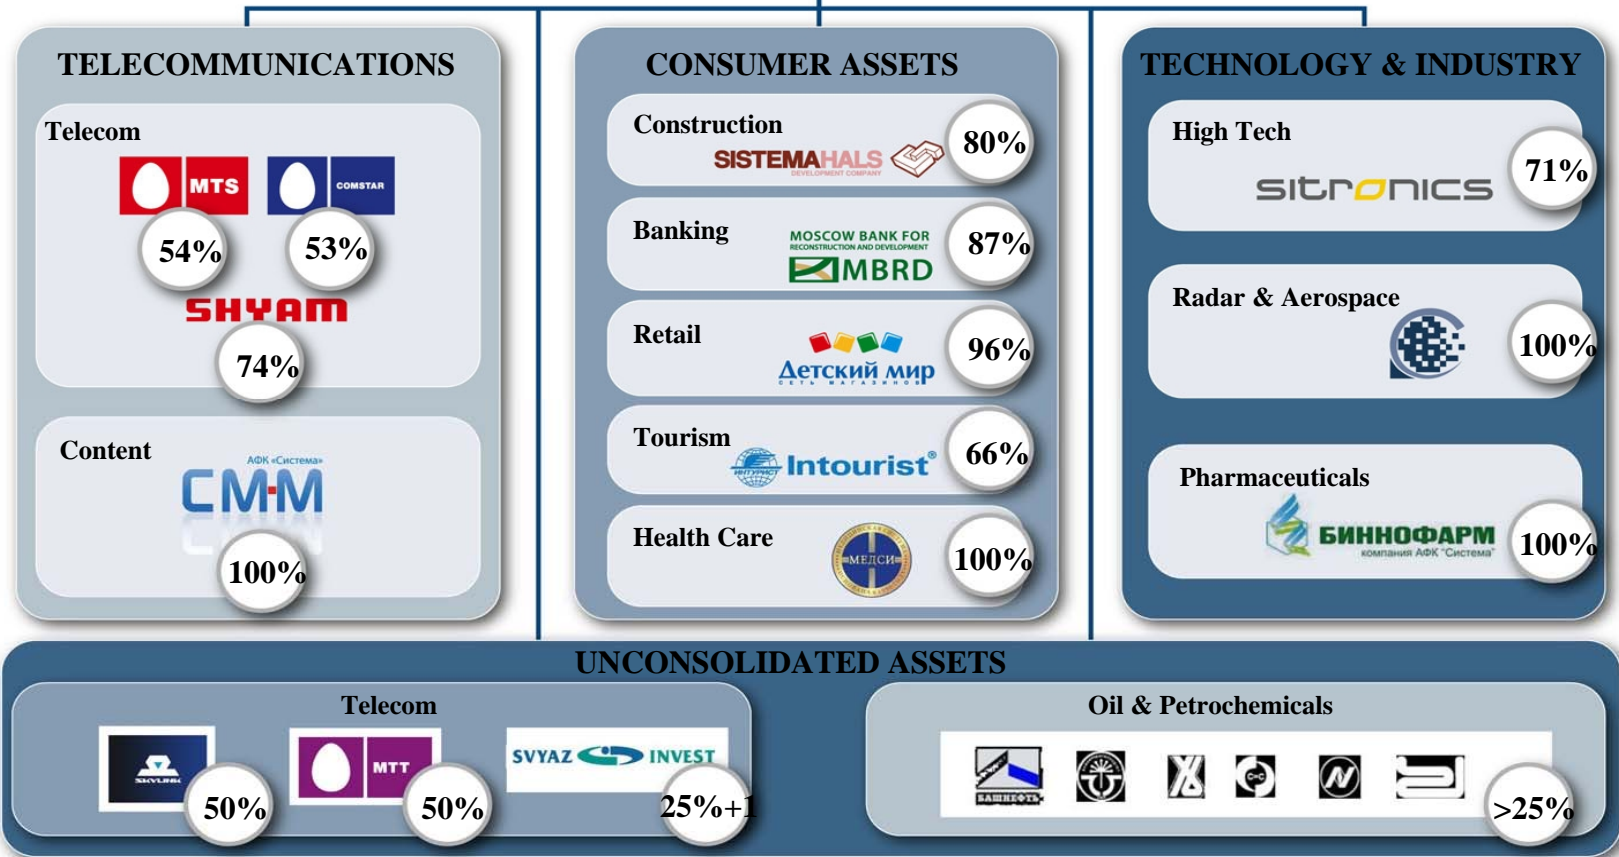 TELECOMMUNICATIONS
Telecom
MTS
COMSTAR
54%
53%
SHYAM
74%
Content
АФК «Система»
СММ
100%
CONSUMER ASSETS
Construction
SISTEMAHALS
DEVELOPMENT COMPANY
80%
Banking
MOSCOW BANK FOR
RECONSTRUCTION AND DEVELOPMENT
MBRD
87%
Retail
Детский мир
СЕТЬ МАГАЗИНОВ
96%
Tourism
ИНТУРИСТ
Intourist®
66%
Health Care
МЕДСИ
100%
TECHNOLOGY & INDUSTRY
High Tech
sitronics
71%
Radar & Aerospace
100%
Pharmaceuticals
БИННОФАРМ
компания АФК "Система"
100%
UNCONSOLIDATED ASSETS
Telecom
SKYLINK
50%
МТТ
50%
SVYAZ INVEST
25%+1
Oil & Petrochemicals
БАШНЕФТЬ
>25%